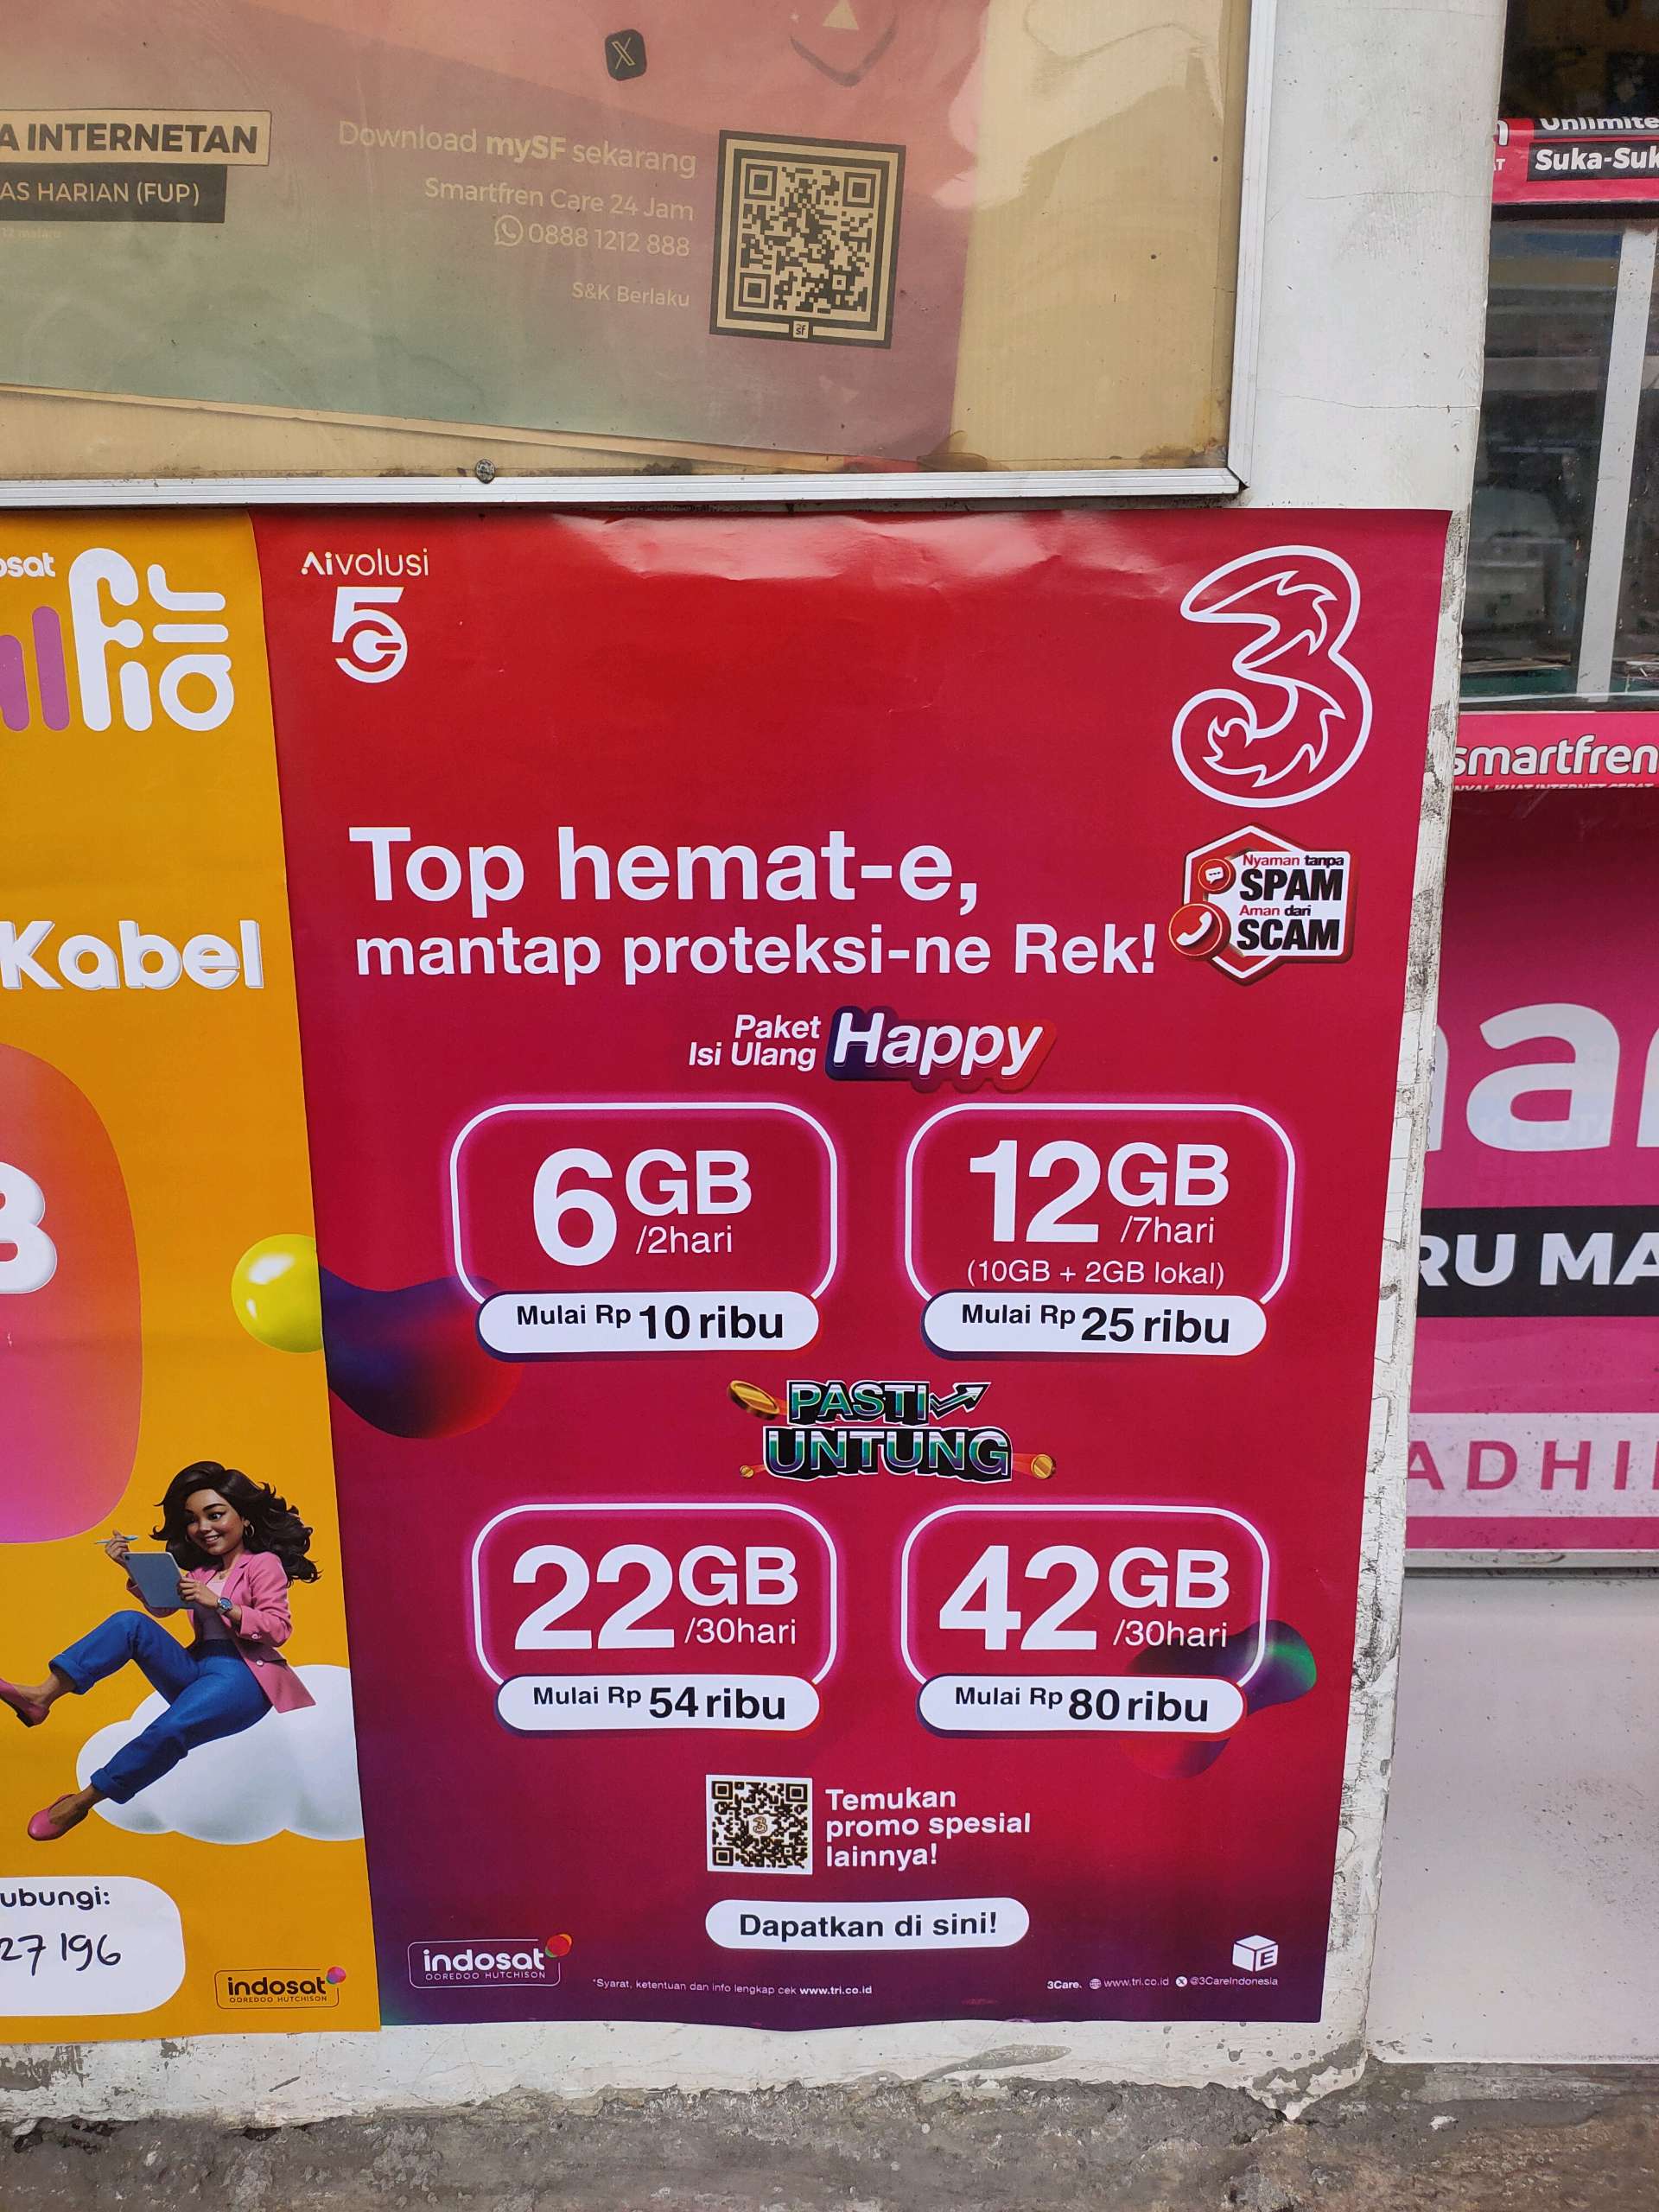 A INTERNETAN
AS HARIAN (FUP)
X
Download mySF sekarang
Smartfren Care 24 Jam
0888 1212 888
S&K Berlaku
sf
Unlimite
Suka-Suk
smartfren
RU MA
ADHI
osat
fi
air
Kabel
B
ubungi:
27 196
indosat
OOREDOO HUTCHISON
Aivolusi
5G
3
Top hemat-e,
mantap proteksi-ne Rek!
Nyaman tanpa
SPAM
Aman dari
SCAM
Paket
Isi Ulang
Happy
6GB
/2hari
Mulai Rp 10 ribu
12GB
/7hari
(10GB + 2GB lokal)
Mulai Rp 25 ribu
PASTI
UNTUNG
22GB
/30hari
Mulai Rp 54 ribu
42GB
/30hari
Mulai Rp 80 ribu
3
Temukan
promo spesial
lainnya!
Dapatkan di sini!
indosat
OOREDOO HUTCHISON
*Syarat, ketentuan dan info lengkap cek www.tri.co.id
E
3Care. www.tri.co.id X @3CareIndonesia